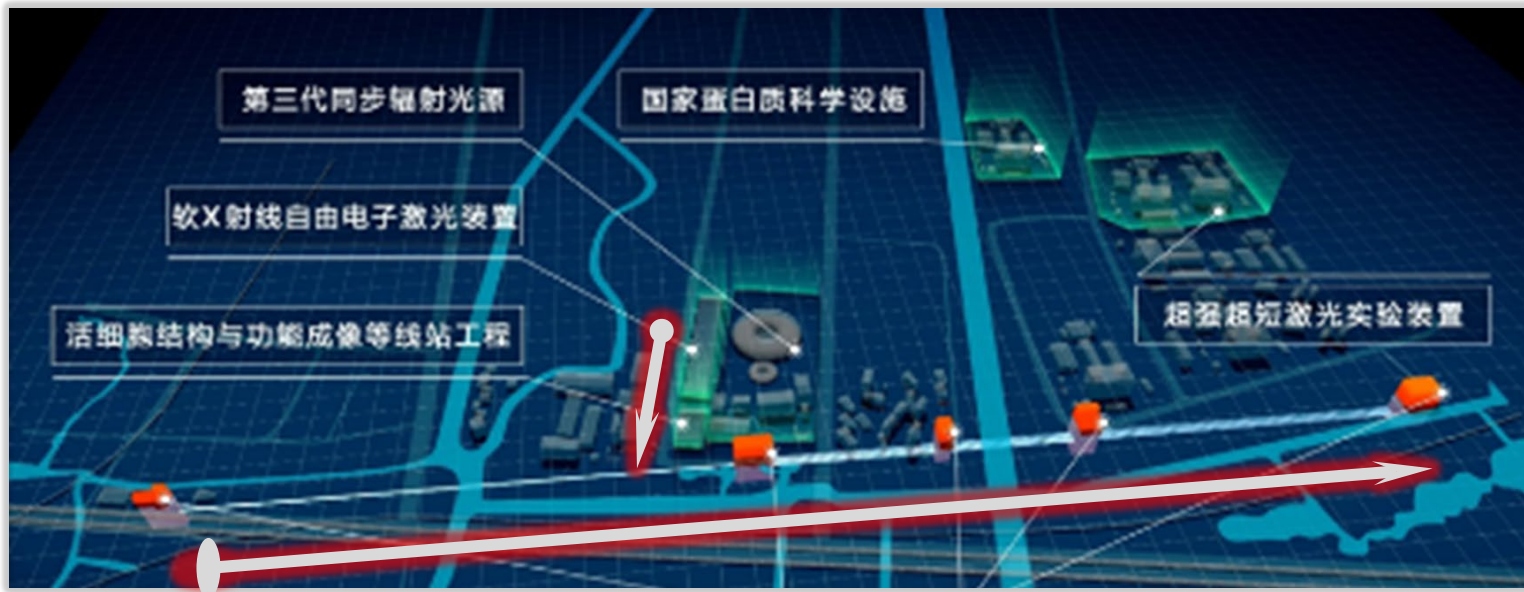 第三代同步辐射光源
国家蛋白质科学设施
软X射线自由电子激光装置
活细胞结构与功能成像等线站工程
超强超短激光实验装置